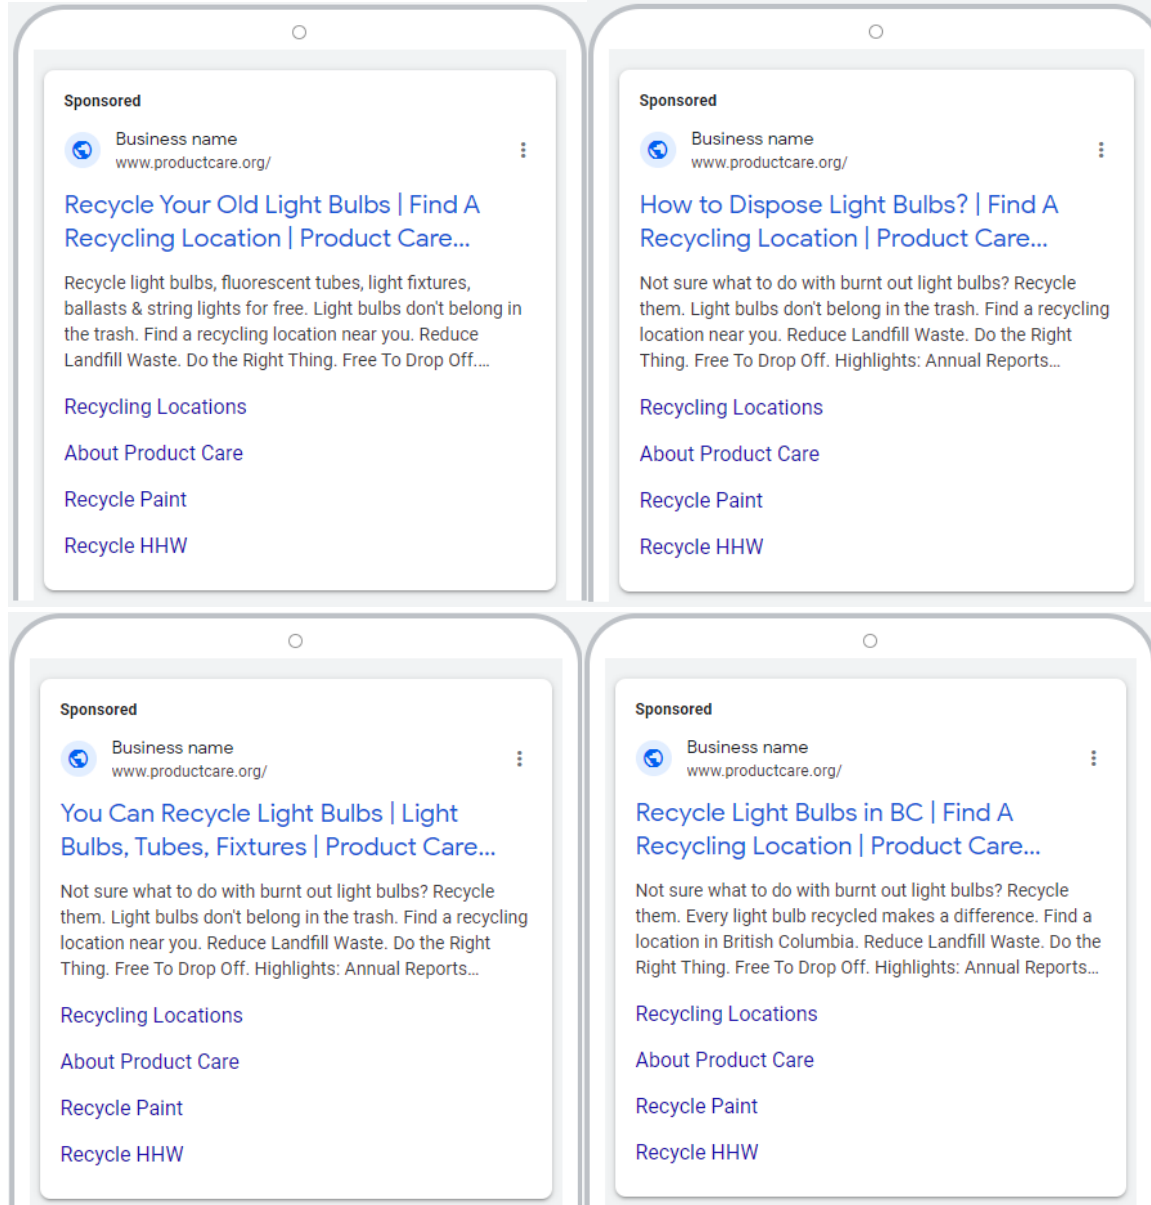 Sponsored
Business name
www.productcare.org/
Recycle Your Old Light Bulbs | Find A
Recycling Location | Product Care...
Recycle light bulbs, fluorescent tubes, light fixtures,
ballasts & string lights for free. Light bulbs don't belong in
the trash. Find a recycling location near you. Reduce
Landfill Waste. Do the Right Thing. Free To Drop Off....
Recycling Locations
About Product Care
Recycle Paint
Recycle HHW
Sponsored
Business name
www.productcare.org/
How to Dispose Light Bulbs? | Find A
Recycling Location | Product Care...
Not sure what to do with burnt out light bulbs? Recycle
them. Light bulbs don't belong in the trash. Find a recycling
location near you. Reduce Landfill Waste. Do the Right
Thing. Free To Drop Off. Highlights: Annual Reports...
Recycling Locations
About Product Care
Recycle Paint
Recycle HHW
Sponsored
Business name
www.productcare.org/
You Can Recycle Light Bulbs | Light
Bulbs, Tubes, Fixtures | Product Care...
Not sure what to do with burnt out light bulbs? Recycle
them. Light bulbs don't belong in the trash. Find a recycling
location near you. Reduce Landfill Waste. Do the Right
Thing. Free To Drop Off. Highlights: Annual Reports...
Recycling Locations
About Product Care
Recycle Paint
Recycle HHW
Sponsored
Business name
www.productcare.org/
Recycle Light Bulbs in BC | Find A
Recycling Location | Product Care...
Not sure what to do with burnt out light bulbs? Recycle
them. Every light bulb recycled makes a difference. Find a
location in British Columbia. Reduce Landfill Waste. Do the
Right Thing. Free To Drop Off. Highlights: Annual Reports...
Recycling Locations
About Product Care
Recycle Paint
Recycle HHW